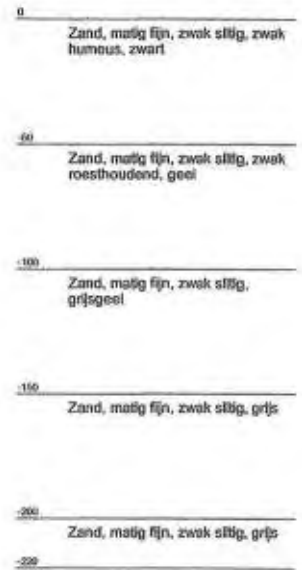 0
Zand, matig fijn, zwak siltig, zwak
humeus, zwart
-50
Zand, matig fijn, zwak siltig, zwak
roesthoudend, geel
-100
Zand, matig fijn, zwak siltig,
grijsgeel
-150
Zand, matig fijn, zwak siltig, grijs
-200
Zand, matig fijn, zwak siltig, grijs
-220